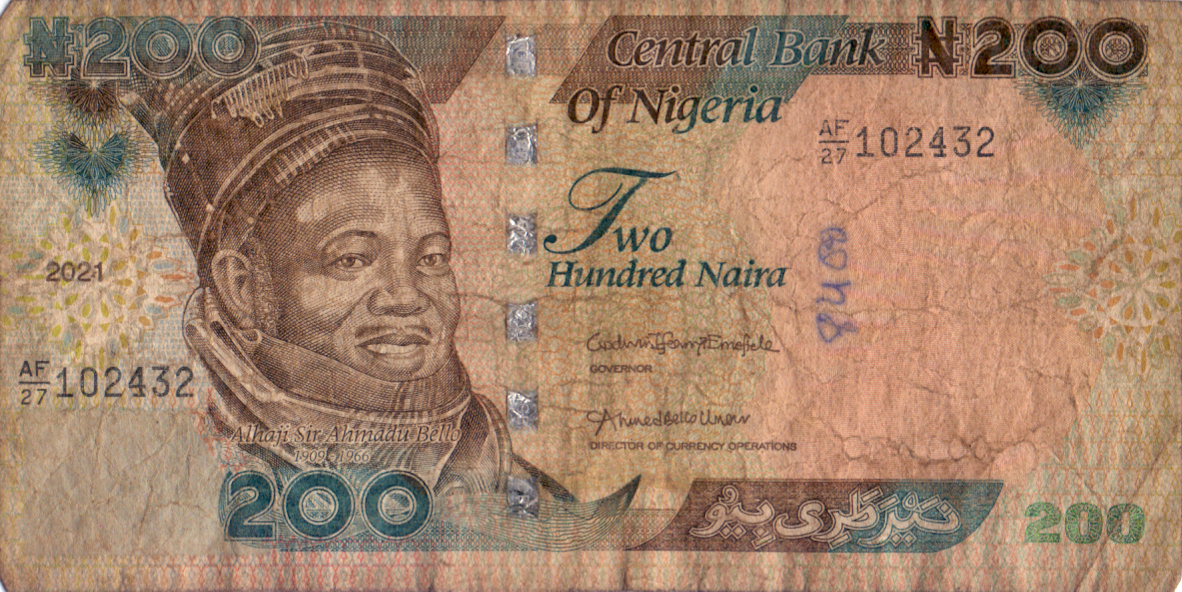 ₦200
Central Bank
Of Nigeria
₦200
AF/27 102432
Two
Hundred Naira
2021
GOVERNOR
AF/27 102432
DIRECTOR OF CURRENCY OPERATIONS
Alhaji Sir Ahmadu Bello
1909 - 1966
200
200